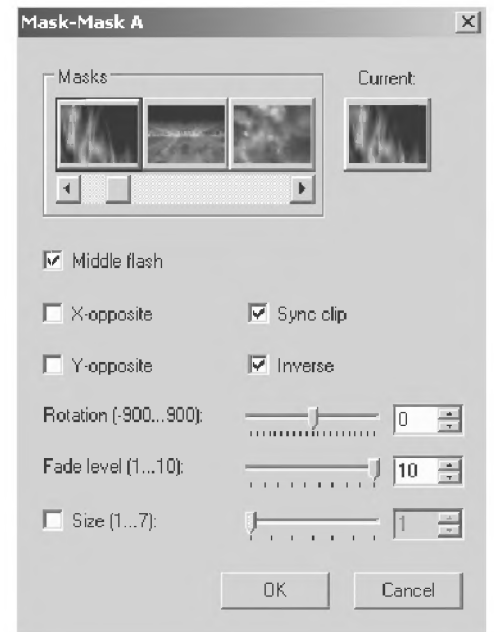 Mask-Mask A
Masks
Current:
Middle flash
X-opposite
Sync clip
Y-opposite
Inverse
Rotation (-900...900):
0
Fade level (1...10):
10
Size (1...7):
1
OK
Cancel